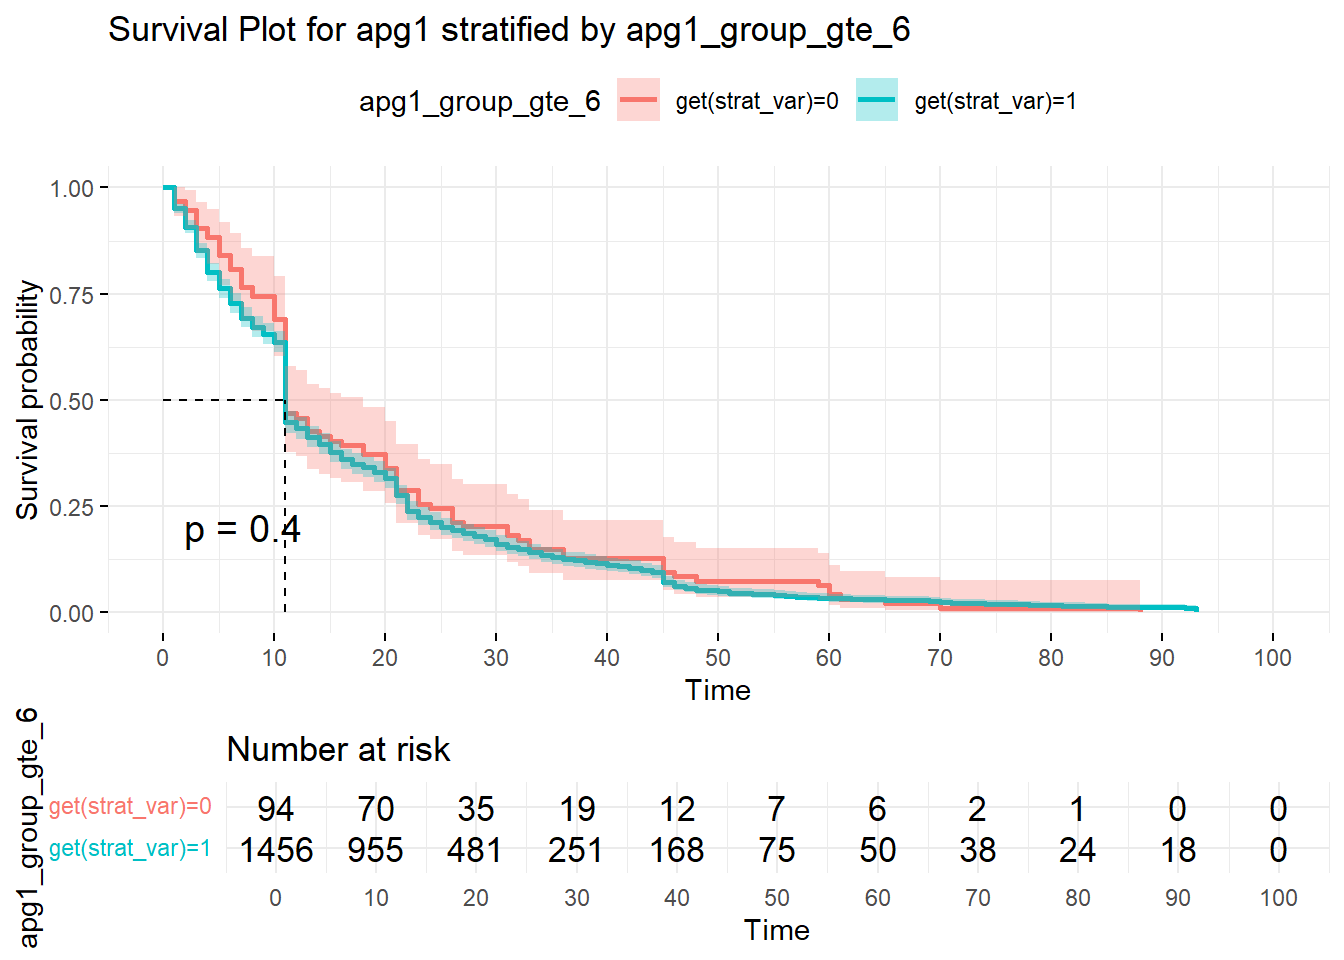 Survival Plot for apg1 stratified by apg1_group_gte_6
apg1_group_gte_6 get(strat_var)=0 get(strat_var)=1
Survival probability
1.00
0.75
0.50
0.25
0.00
p = 0.4
0 10 20 30 40 50 60 70 80 90 100
Time
Number at risk
apg1_group_gte_6
get(strat_var)=0 94 70 35 19 12 7 6 2 1 0 0
get(strat_var)=1 1456 955 481 251 168 75 50 38 24 18 0
0 10 20 30 40 50 60 70 80 90 100
Time